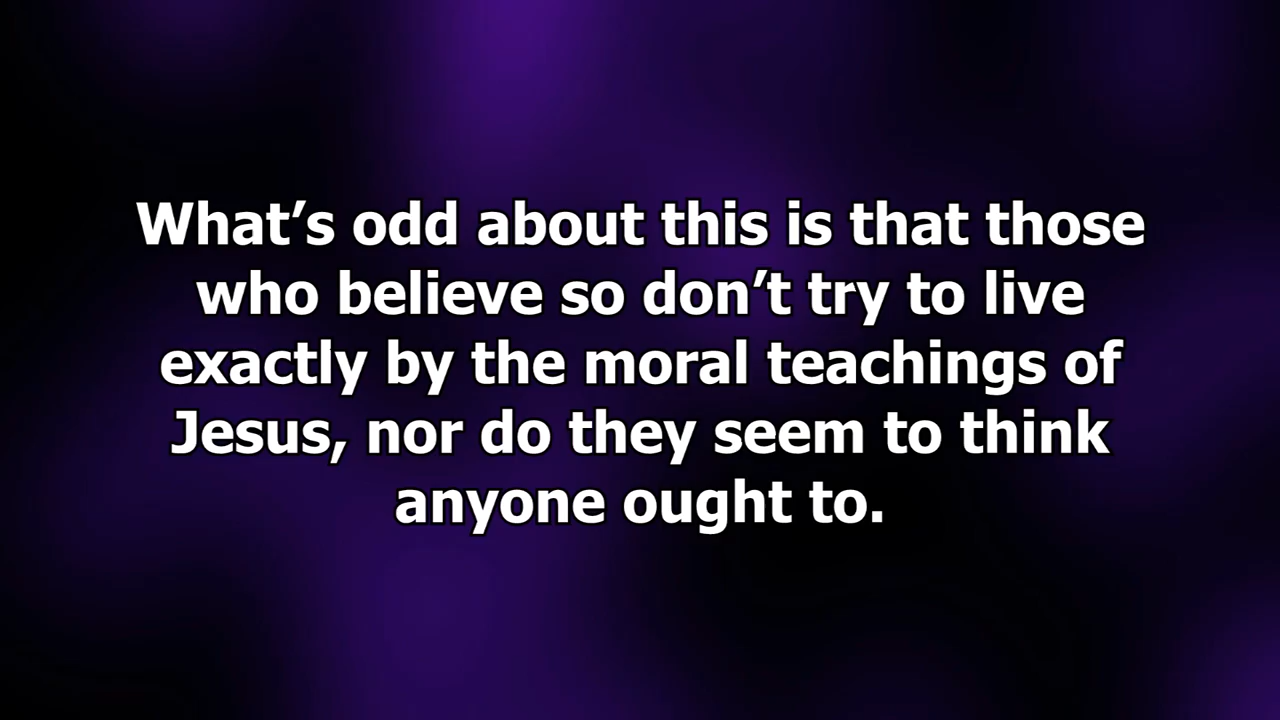 What’s odd about this is that those
who believe so don’t try to live
exactly by the moral teachings of
Jesus, nor do they seem to think
anyone ought to.